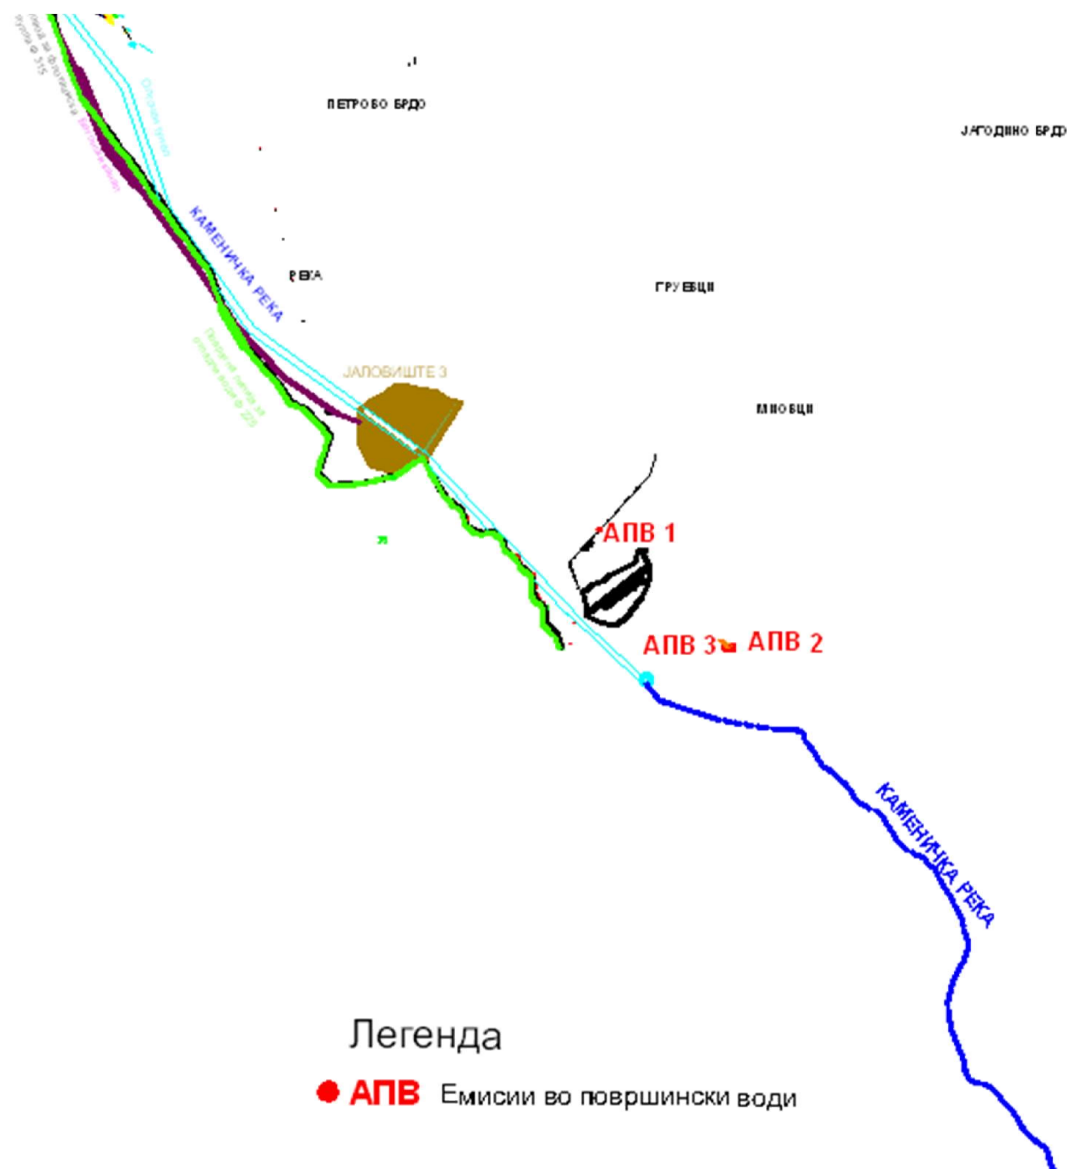 ПЕТРОВО БРДО
ЈАГОДИНО БРДО
КАМЕНИЧКА РЕКА
РЕКА
ГРУЕВЦИ
ЈАЛОВИШТЕ 3
МНОВЦИ
АПВ 1
АПВ 3
АПВ 2
КАМЕНИЧКА РЕКА
Легенда
АПВ Емисии во површински води